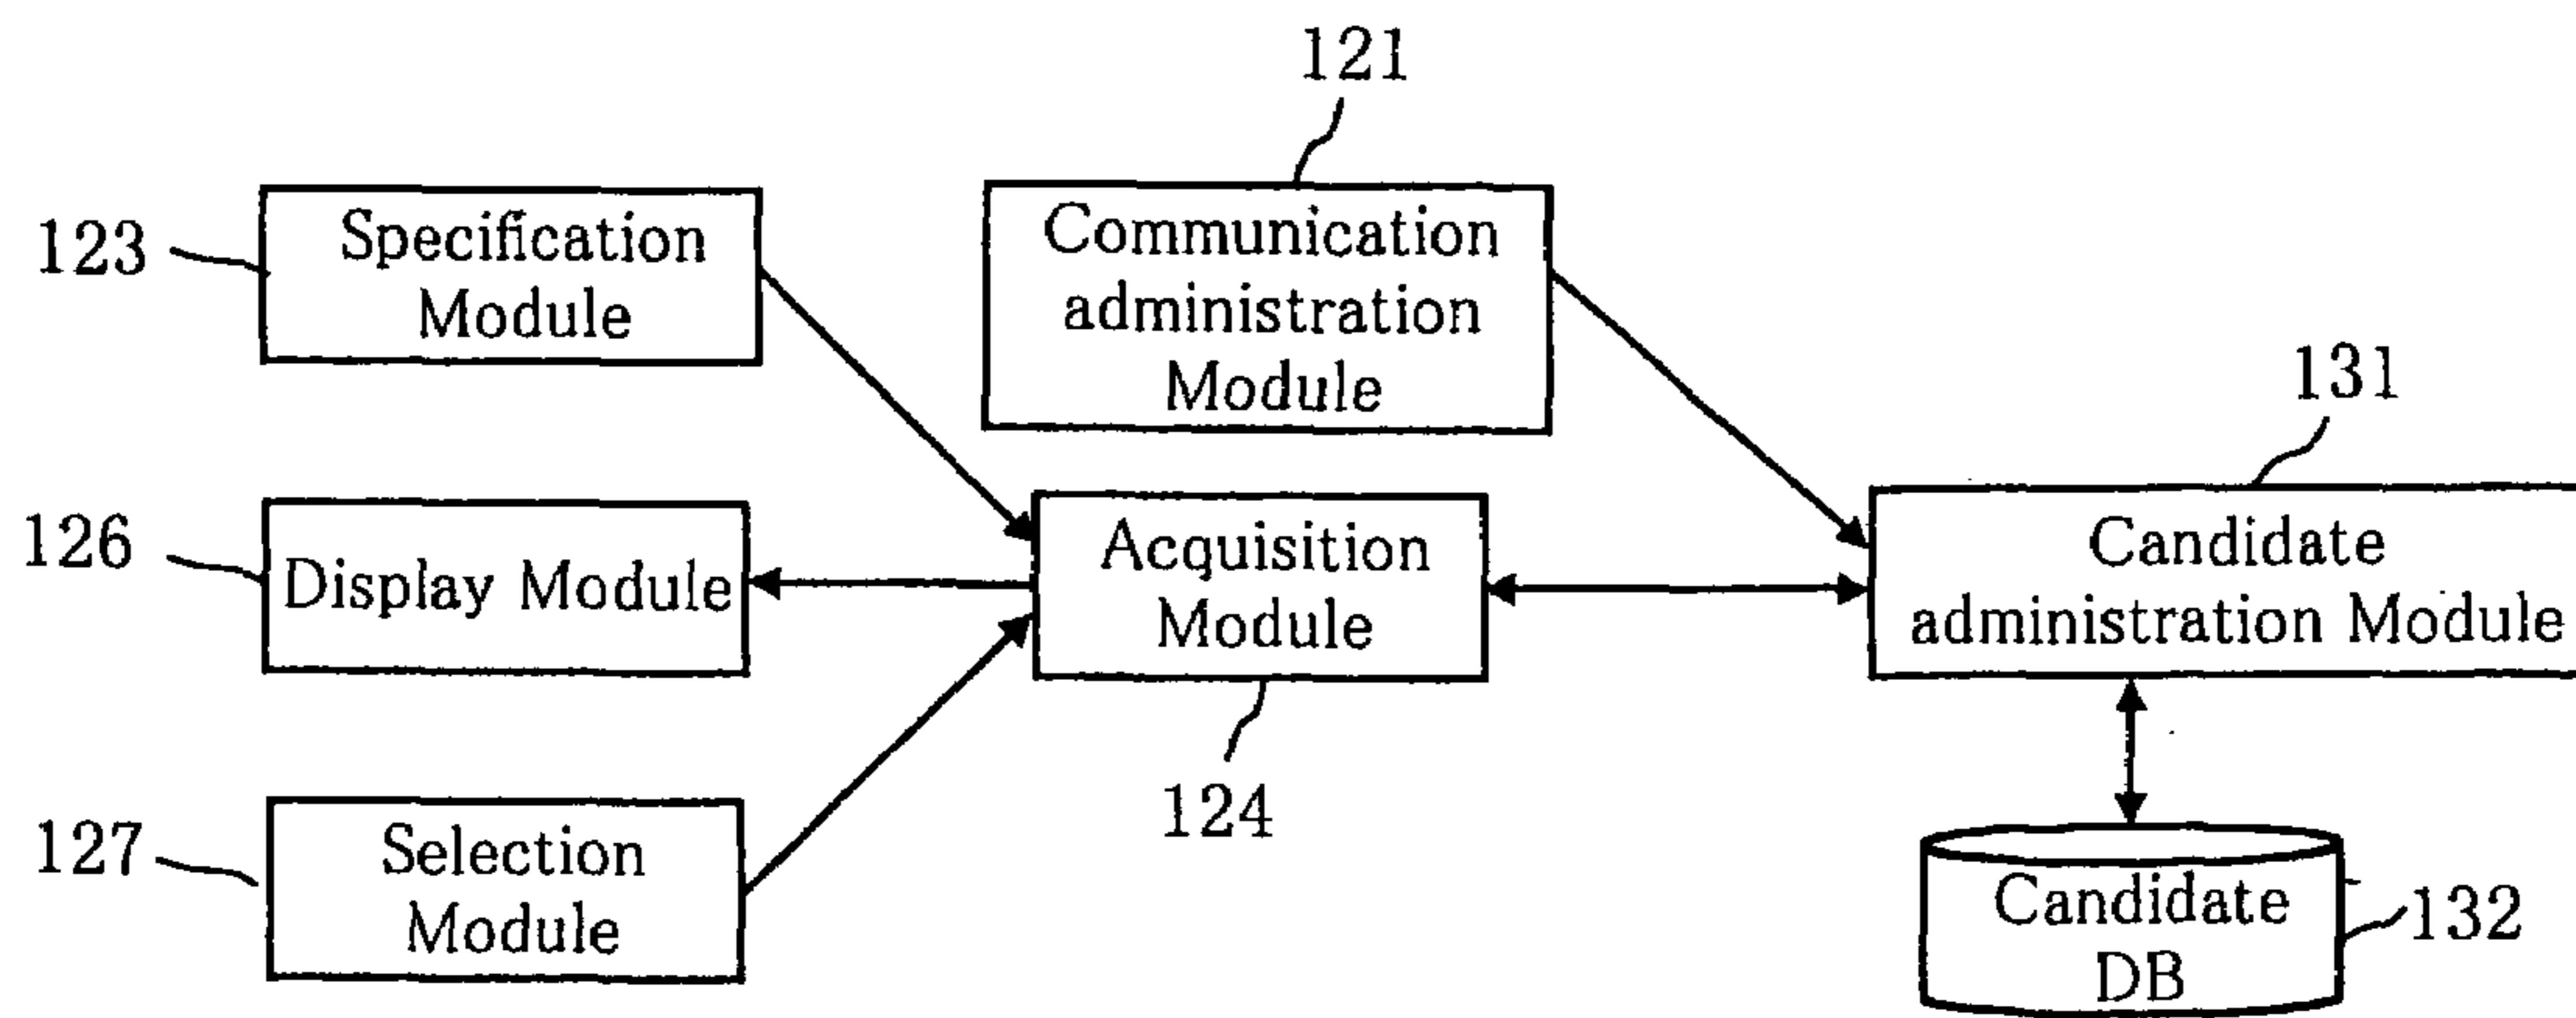 121
123
Specification
Module
Communication
administration
Module
131
126
Display Module
Acquisition
Module
Candidate
administration Module
124
127
Selection
Module
Candidate
DB
132